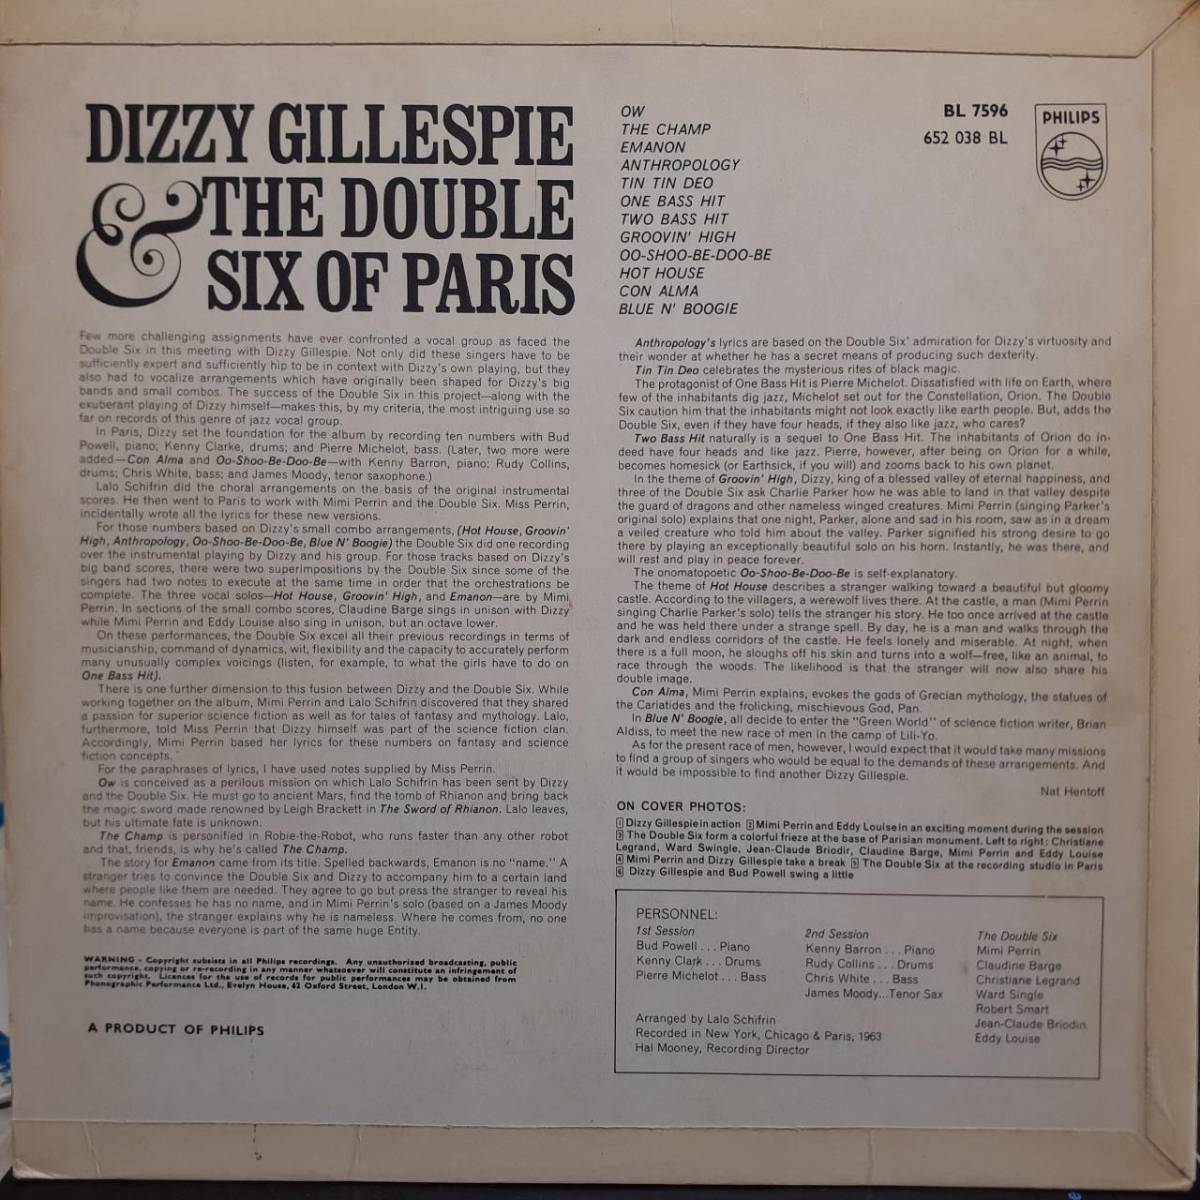 DIZZY GILLESPIE
& THE DOUBLE
SIX OF PARIS
Few more challenging assignments have ever confronted a vocal group as faced the
Double Six in this meeting with Dizzy Gillespie. Not only did these singers have to be
sufficiently expert and sufficiently hip to be in context with Dizzy's own playing, but they
also had to vocalize arrangements which have originally been shaped for Dizzy's big
bands and small combos. The success of the Double Six in this project—along with the
exuberant playing of Dizzy himself—makes this, by my criteria, the most intriguing use so
far on records of this genre of jazz vocal group.
In Paris, Dizzy set the foundation for the album by recording ten numbers with Bud
Powell, piano; Kenny Clarke, drums; and Pierre Michelot, bass. (Later, two more were
added—Con Alma and Oo-Shoo-Be-Doo-Be—with Kenny Barron, piano; Rudy Collins,
drums; Chris White, bass; and James Moody, tenor saxophone.)
Lalo Schifrin did the choral arrangements on the basis of the original instrumental
scores. He then went to Paris to work with Mimi Perrin and the Double Six. Miss Perrin,
incidentally wrote all the lyrics for these new versions.
For those numbers based on Dizzy's small combo arrangements, (Hot House, Groovin'
High, Anthropology, Oo-Shoo-Be-Doo-Be, Blue N' Boogie) the Double Six did one recording
over the instrumental playing by Dizzy and his group. For those tracks based on Dizzy's
big band scores, there were two superimpositions by the Double Six since some of the
singers had two notes to execute at the same time in order that the orchestrations be
complete. The three vocal solos—Hot House, Groovin' High, and Emanon—are by Mimi
Perrin. In sections of the small combo scores, Claudine Barge sings in unison with Dizzy
while Mimi Perrin and Eddy Louise also sing in unison, but an octave lower.
On these performances, the Double Six excel all their previous recordings in terms of
musicianship, command of dynamics, wit, flexibility and the capacity to accurately perform
many unusually complex voicings (listen, for example, to what the girls have to do on
One Bass Hit).
There is one further dimension to this fusion between Dizzy and the Double Six. While
working together on the album, Mimi Perrin and Lalo Schifrin discovered that they shared
a passion for superior science fiction as well as for tales of fantasy and mythology. Lalo,
furthermore, told Miss Perrin that Dizzy himself was part of the science fiction clan.
Accordingly, Mimi Perrin based her lyrics for these numbers on fantasy and science
fiction concepts.
For the paraphrases of lyrics, I have used notes supplied by Miss Perrin.
Ow is conceived as a perilous mission on which Lalo Schifrin has been sent by Dizzy
and the Double Six. He must go to ancient Mars, find the tomb of Rhianon and bring back
the magic sword made renowned by Leigh Brackett in The Sword of Rhianon. Lalo leaves,
but his ultimate fate is unknown.
The Champ is personified in Robie-the-Robot, who runs faster than any other robot
and that, friends, is why he's called The Champ.
The story for Emanon came from its title. Spelled backwards, Emanon is no "name." A
stranger tries to convince the Double Six and Dizzy to accompany him to a certain land
where people like them are needed. They agree to go but press the stranger to reveal his
name. He confesses he has no name, and in Mimi Perrin's solo (based on a James Moody
improvisation), the stranger explains why he is nameless. Where he comes from, no one
has a name because everyone is part of the same huge Entity.
WARNING - Copyright subsists in all Philips recordings. Any unauthorized broadcasting, public
performance, copying or re-recording in any manner whatsoever will constitute an infringement of
such copyright. Licences for the use of records for public performances may be obtained from
Phonographic Performance Ltd., Evelyn House, 62 Oxford Street, London W.1.
A PRODUCT OF PHILIPS
OW
THE CHAMP
EMANON
ANTHROPOLOGY
TIN TIN DEO
ONE BASS HIT
TWO BASS HIT
GROOVIN' HIGH
OO-SHOO-BE-DOO-BE
HOT HOUSE
CON ALMA
BLUE N' BOOGIE
BL 7596
652 038 BL
PHILIPS
Anthropology's lyrics are based on the Double Six' admiration for Dizzy's virtuosity and
their wonder at whether he has a secret means of producing such dexterity.
Tin Tin Deo celebrates the mysterious rites of black magic.
The protagonist of One Bass Hit is Pierre Michelot. Dissatisfied with life on Earth, where
few of the inhabitants dig jazz, Michelot set out for the Constellation, Orion. The Double
Six caution him that the inhabitants might not look exactly like earth people. But, adds the
Double Six, even if they have four heads, if they also like jazz, who cares?
Two Bass Hit naturally is a sequel to One Bass Hit. The inhabitants of Orion do in-
deed have four heads and like jazz. Pierre, however, after being on Orion for a while,
becomes homesick (or Earthsick, if you will) and zooms back to his own planet.
In the theme of Groovin' High, Dizzy, king of a blessed valley of eternal happiness, and
three of the Double Six ask Charlie Parker how he was able to land in that valley despite
the guard of dragons and other nameless winged creatures. Mimi Perrin (singing Parker's
original solo) explains that one night, Parker, alone and sad in his room, saw as in a dream
a veiled creature who told him about the valley. Parker signified his strong desire to go
there by playing an exceptionally beautiful solo on his horn. Instantly, he was there, and
will rest and play in peace forever.
The onomatopoetic Oo-Shoo-Be-Doo-Be is self-explanatory.
The theme of Hot House describes a stranger walking toward a beautiful but gloomy
castle. According to the villagers, a werewolf lives there. At the castle, a man (Mimi Perrin
singing Charlie Parker's solo) tells the stranger his story. He too once arrived at the castle
and he was held there under a strange spell. By day, he is a man and walks through the
dark and endless corridors of the castle. He feels lonely and miserable. At night, when
there is a full moon, he sloughs off his skin and turns into a wolf—free, like an animal, to
race through the woods. The likelihood is that the stranger will now also share his
double image.
Con Alma, Mimi Perrin explains, evokes the gods of Grecian mythology, the statues of
the Cariatides and the frolicking, mischievous God, Pan.
In Blue N' Boogie, all decide to enter the "Green World" of science fiction writer, Brian
Aldiss, to meet the new race of men in the camp of Lili-Yo.
As for the present race of men, however, I would expect that it would take many missions
to find a group of singers who would be equal to the demands of these arrangements. And
it would be impossible to find another Dizzy Gillespie.
Nat Hentoff
ON COVER PHOTOS:
1 Dizzy Gillespie in action 2 Mimi Perrin and Eddy Louise in an exciting moment during the session
3 The Double Six form a colorful frieze at the base of Parisian monument. Left to right: Christiane
Legrand, Ward Swingle, Jean-Claude Briodir, Claudine Barge, Mimi Perrin and Eddy Louise
4 Mimi Perrin and Dizzy Gillespie take a break 5 The Double Six at the recording studio in Paris
6 Dizzy Gillespie and Bud Powell swing a little
PERSONNEL:
1st Session
Bud Powell . . . Piano
Kenny Clark . . . Drums
Pierre Michelot . . . Bass
2nd Session
Kenny Barron . . . Piano
Rudy Collins . . . Drums
Chris White . . . Bass
James Moody...Tenor Sax
The Double Six
Mimi Perrin
Claudine Barge
Christiane Legrand
Ward Single
Robert Smart
Jean-Claude Briodin
Eddy Louise
Arranged by Lalo Schifrin
Recorded in New York, Chicago & Paris, 1963
Hal Mooney, Recording Director